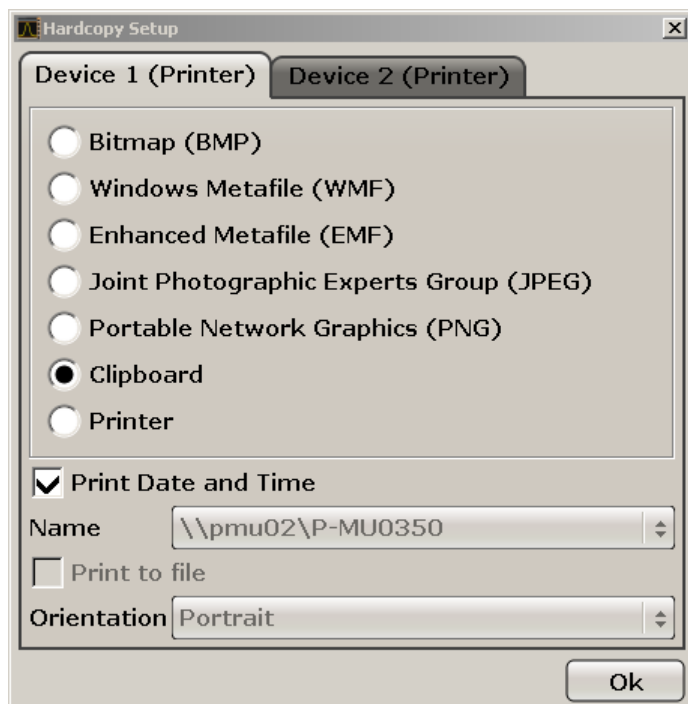 Hardcopy Setup
Device 1 (Printer) Device 2 (Printer)
Bitmap (BMP)
Windows Metafile (WMF)
Enhanced Metafile (EMF)
Joint Photographic Experts Group (JPEG)
Portable Network Graphics (PNG)
Clipboard
Printer
Print Date and Time
Name \\pmu02\P-MU0350
Print to file
Orientation Portrait
Ok